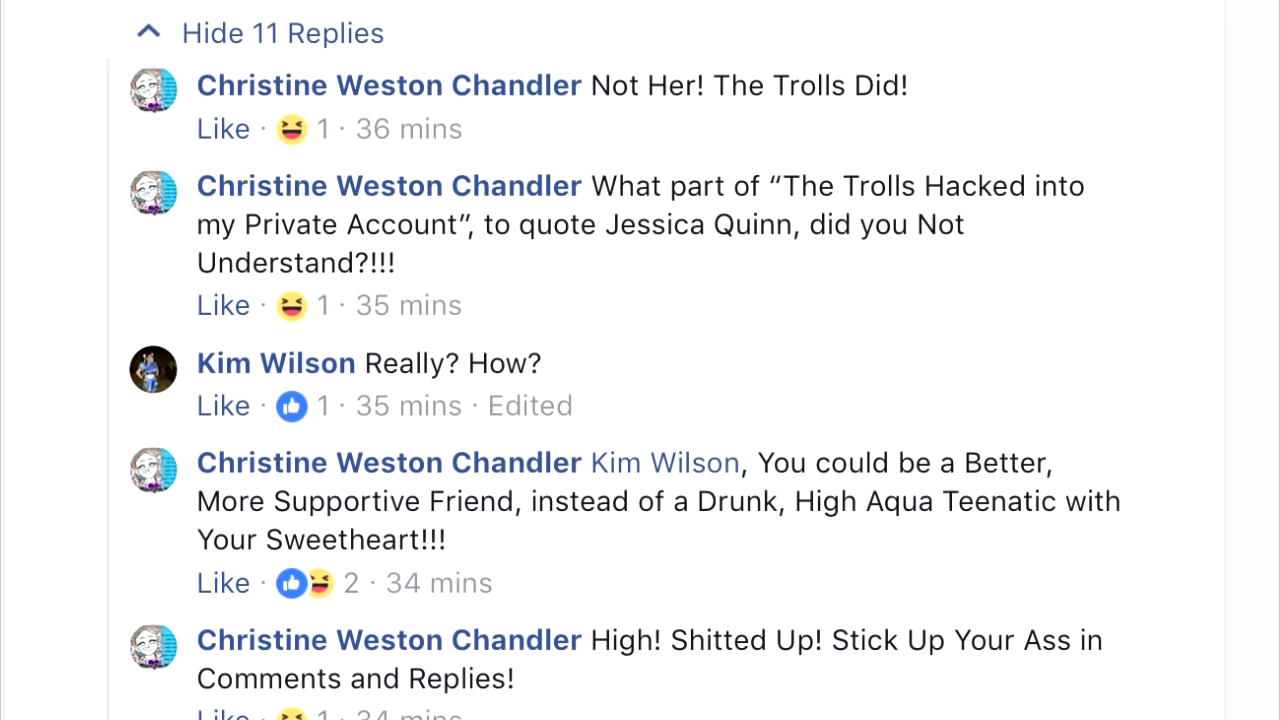 Hide 11 Replies
Christine Weston Chandler Not Her! The Trolls Did!
Like · 1 · 36 mins
Christine Weston Chandler What part of “The Trolls Hacked into
my Private Account”, to quote Jessica Quinn, did you Not
Understand?!!!
Like · 1 · 35 mins
Kim Wilson Really? How?
Like · 1 · 35 mins · Edited
Christine Weston Chandler Kim Wilson, You could be a Better,
More Supportive Friend, instead of a Drunk, High Aqua Teenatic with
Your Sweetheart!!!
Like · 2 · 34 mins
Christine Weston Chandler High! Shitted Up! Stick Up Your Ass in
Comments and Replies!
Like · 1 · 34 mins